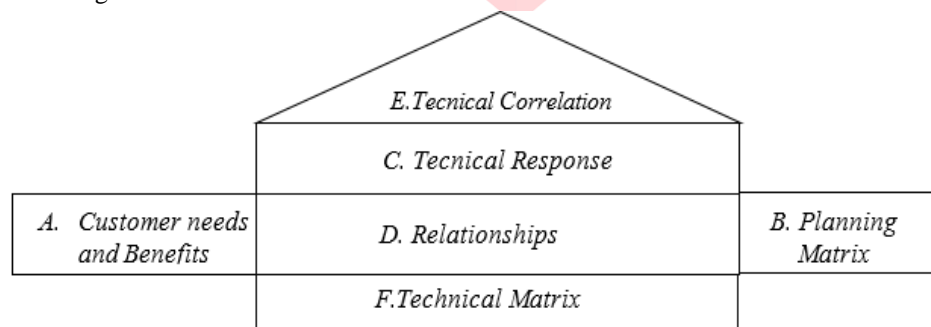 E.Tecnical Correlation
C. Tecnical Response
A. Customer needs
and Benefits
D. Relationships
B. Planning
Matrix
F.Technical Matrix